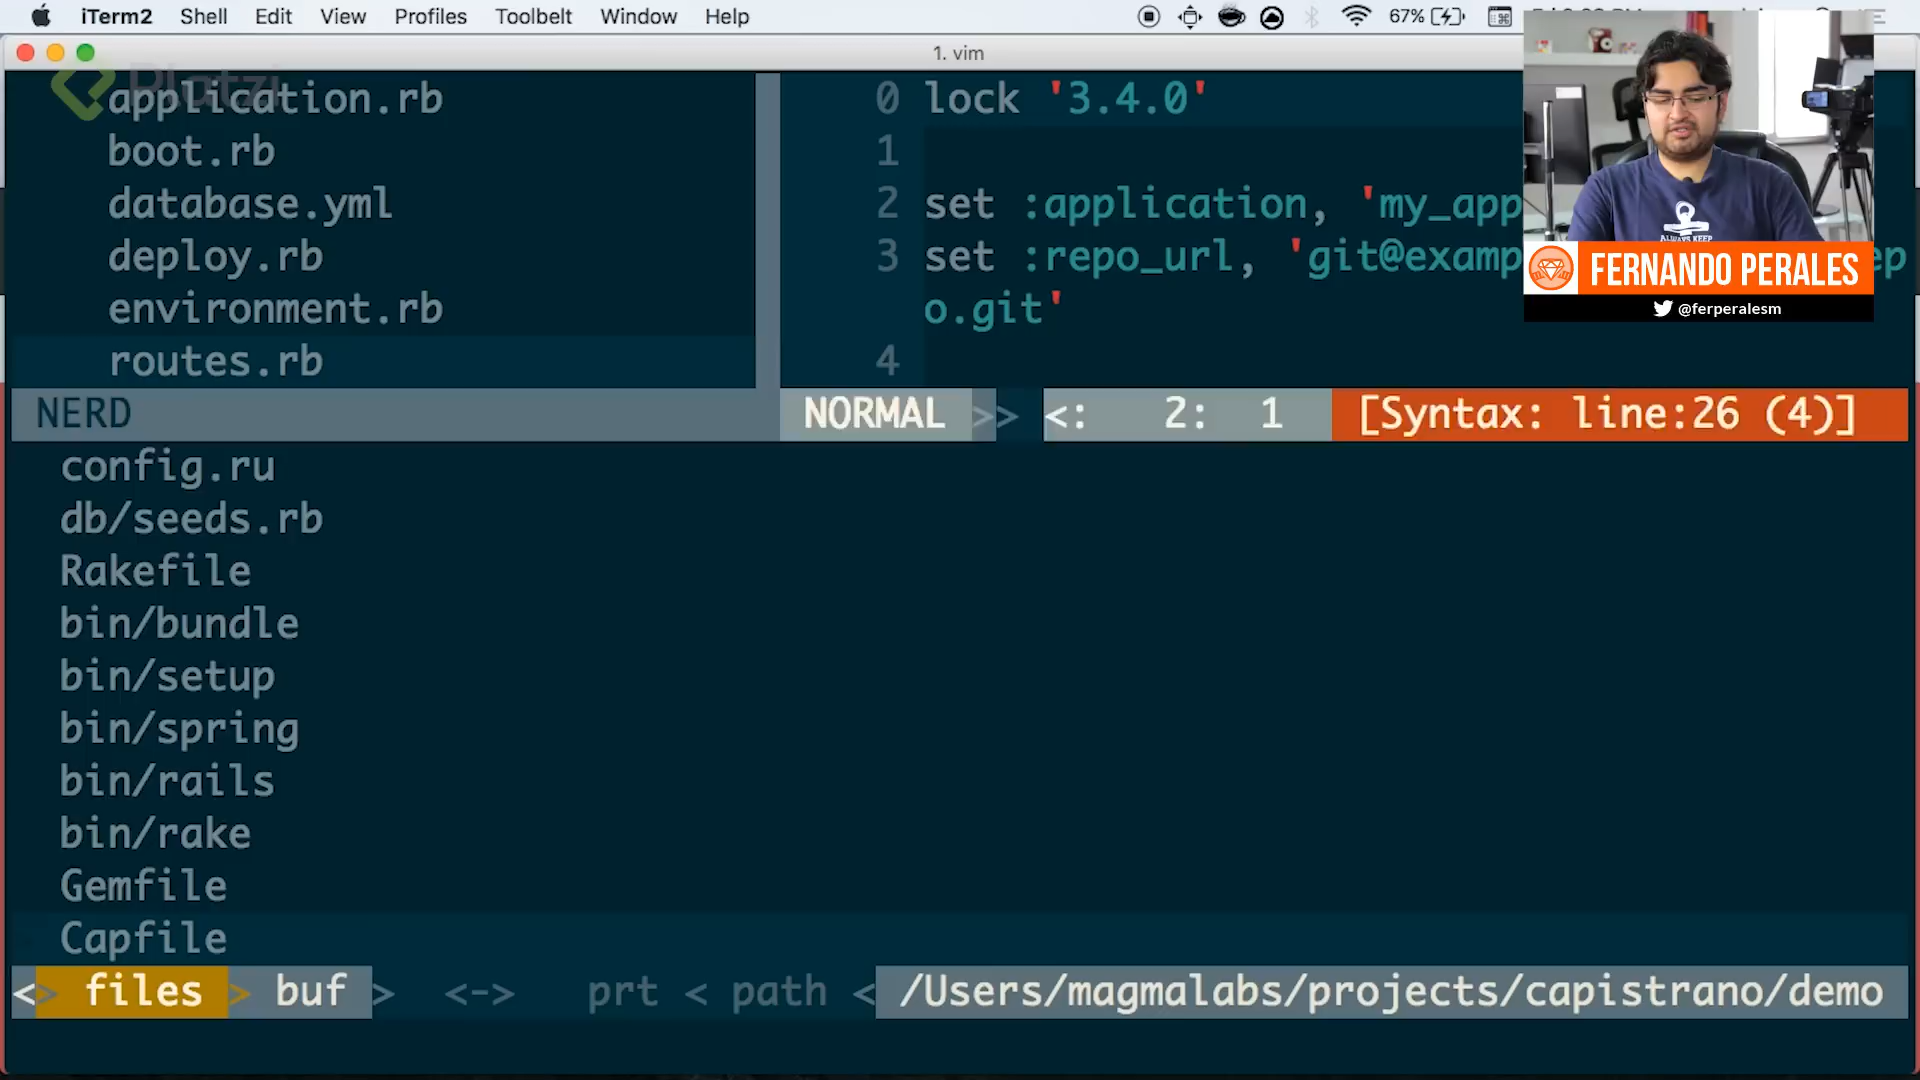 iTerm2 Shell Edit View Profiles Toolbelt Window Help 67%
1. vim
Platzi
application.rb
boot.rb
database.yml
deploy.rb
environment.rb
routes.rb
NERD
0 lock '3.4.0'
1
2 set :application, 'my_app
3 set :repo_url, 'git@examp ep
o.git'
4
ALWAYS KEEP
FERNANDO PERALES
@ferperalesm
NORMAL >> <: 2: 1 [Syntax: line:26 (4)]
config.ru
db/seeds.rb
Rakefile
bin/bundle
bin/setup
bin/spring
bin/rails
bin/rake
Gemfile
Capfile
<> files > buf > <-> prt < path < /Users/magmalabs/projects/capistrano/demo